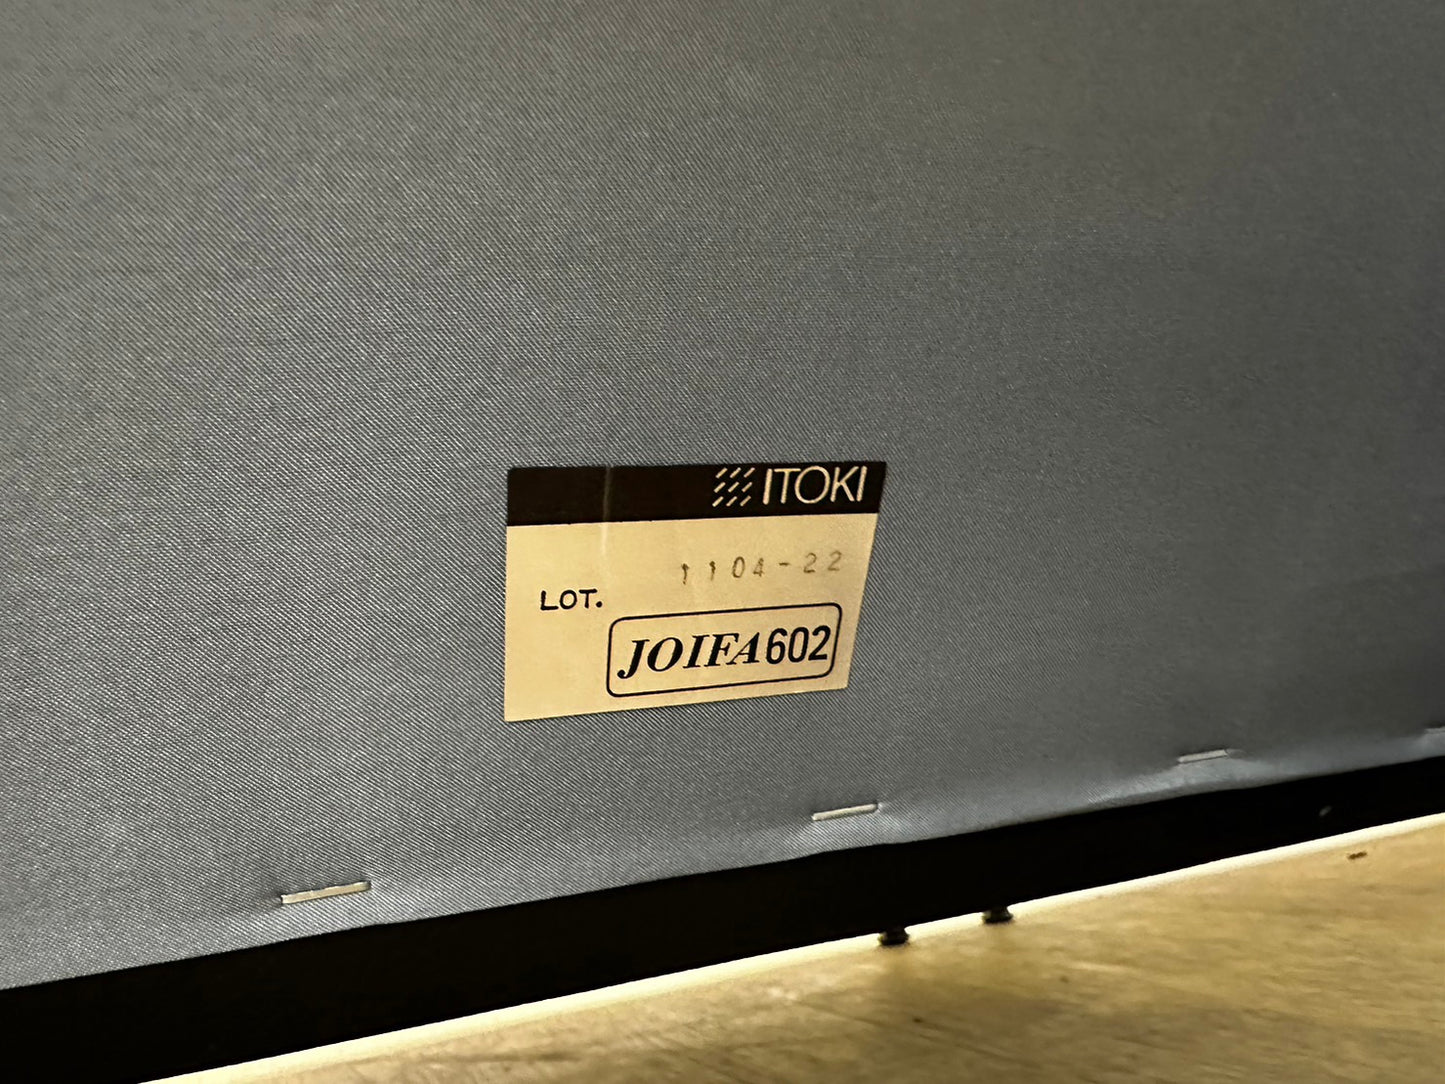 ITOKI
1104-22
LOT.
JOIFA602